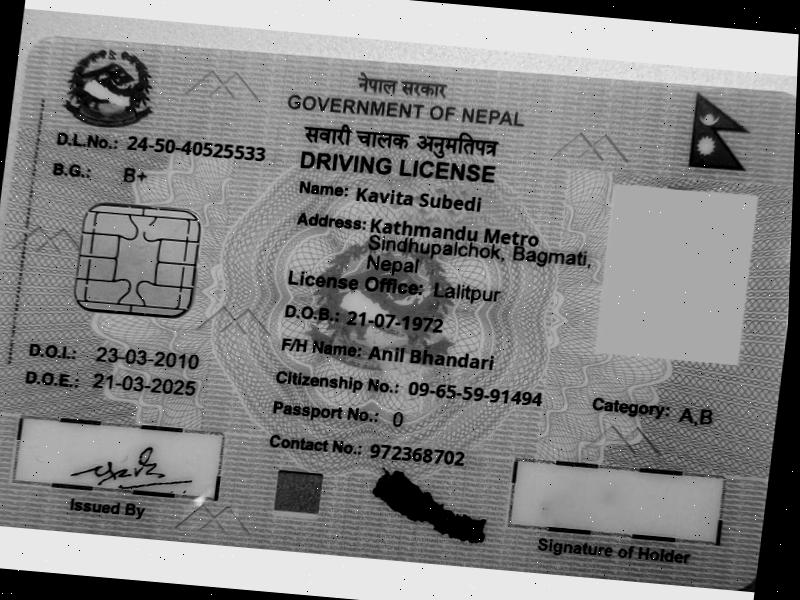 नेपाल सरकार
GOVERNMENT OF NEPAL
सवारी चालक अनुमतिपत्र
DRIVING LICENSE
D.L.No.: 24-50-40525533
B.G.: B+
Name: Kavita Subedi
Address: Kathmandu Metro
Sindhupalchok, Bagmati,
Nepal
License Office: Lalitpur
D.O.B.: 21-07-1972
F/H Name: Anil Bhandari
D.O.I.: 23-03-2010
D.O.E.: 21-03-2025
Citizenship No.: 09-65-59-91494
Passport No.: 0
Contact No.: 972368702
Category: A,B
Issued By
Signature of Holder